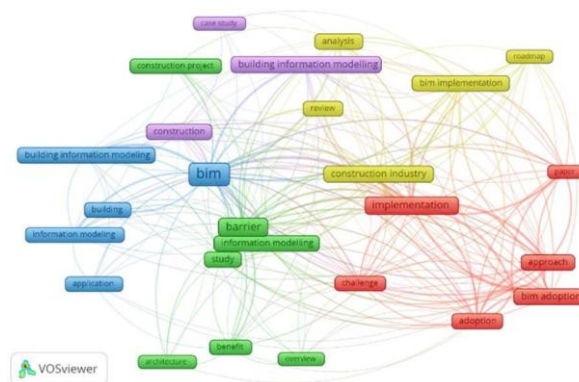 case study
analysis
roadmap
construction project
building information modelling
bim implementation
review
construction
building information modeling
bim
construction industry
gaps
implementation
building
barrier
information modeling
information modelling
study
approach
application
challenge
bim adoption
adoption
benefit
architecture
overview
VOSviewer